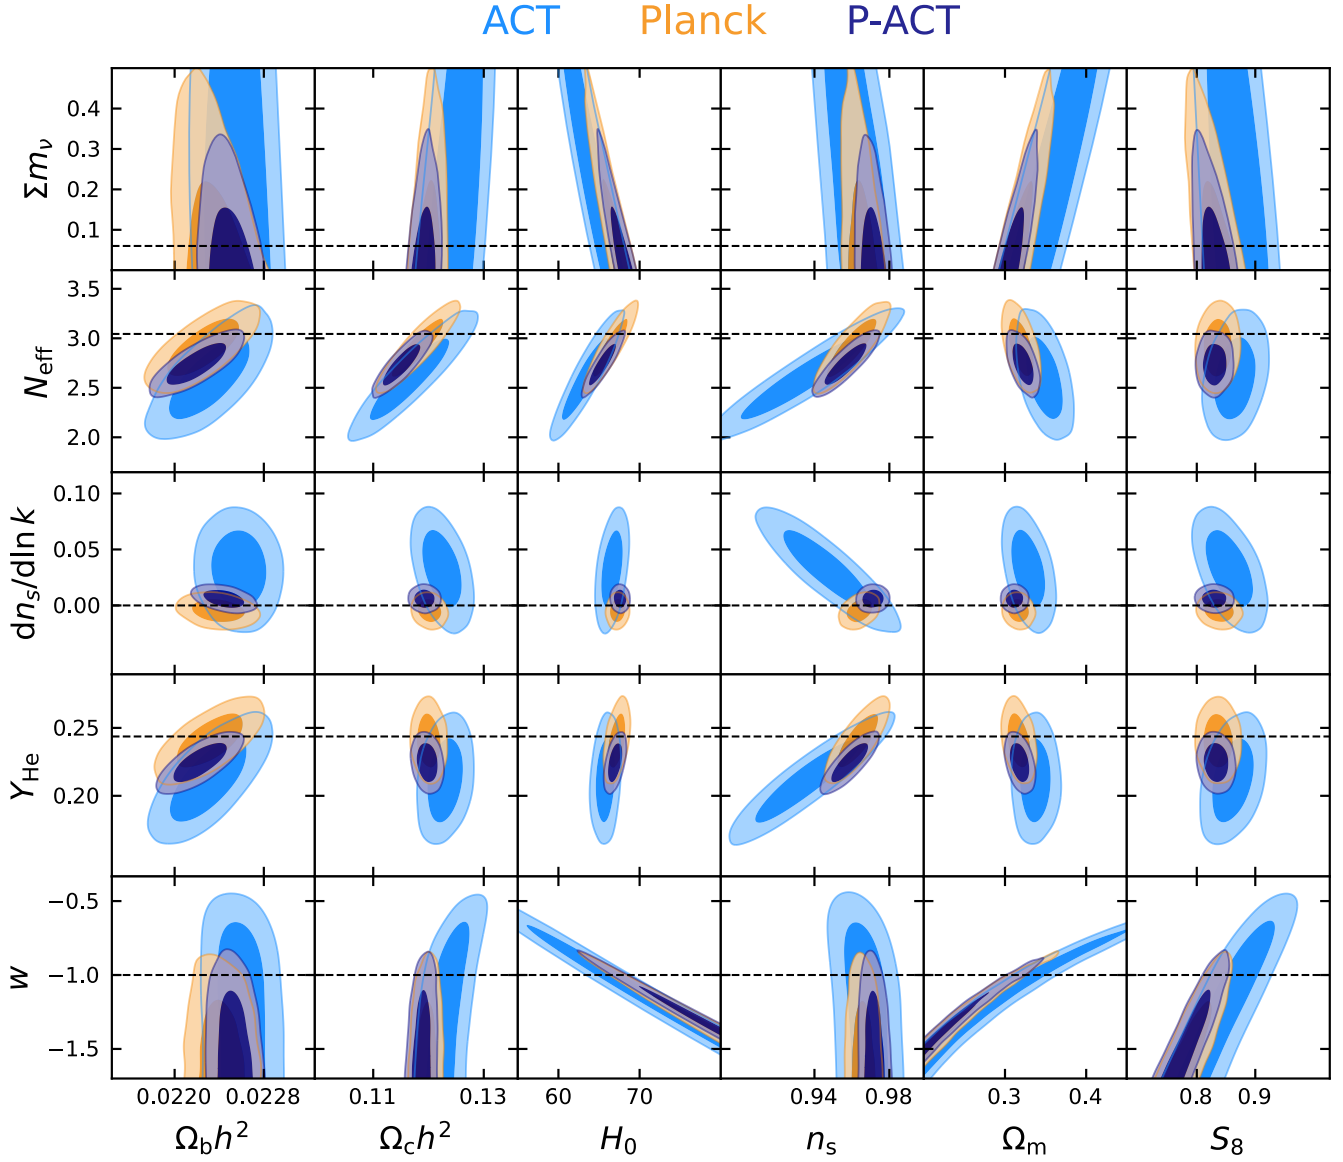 ACT Planck P-ACT
Σm_ν
0.4
0.3
0.2
0.1
N_eff
3.5
3.0
2.5
2.0
dn_s/dln k
0.10
0.05
0.00
Y_He
0.25
0.20
w
−0.5
−1.0
−1.5
0.0220 0.0228 0.11 0.13 60 70 0.94 0.98 0.3 0.4 0.8 0.9
Ω_b h² Ω_c h² H_0 n_s Ω_m S_8